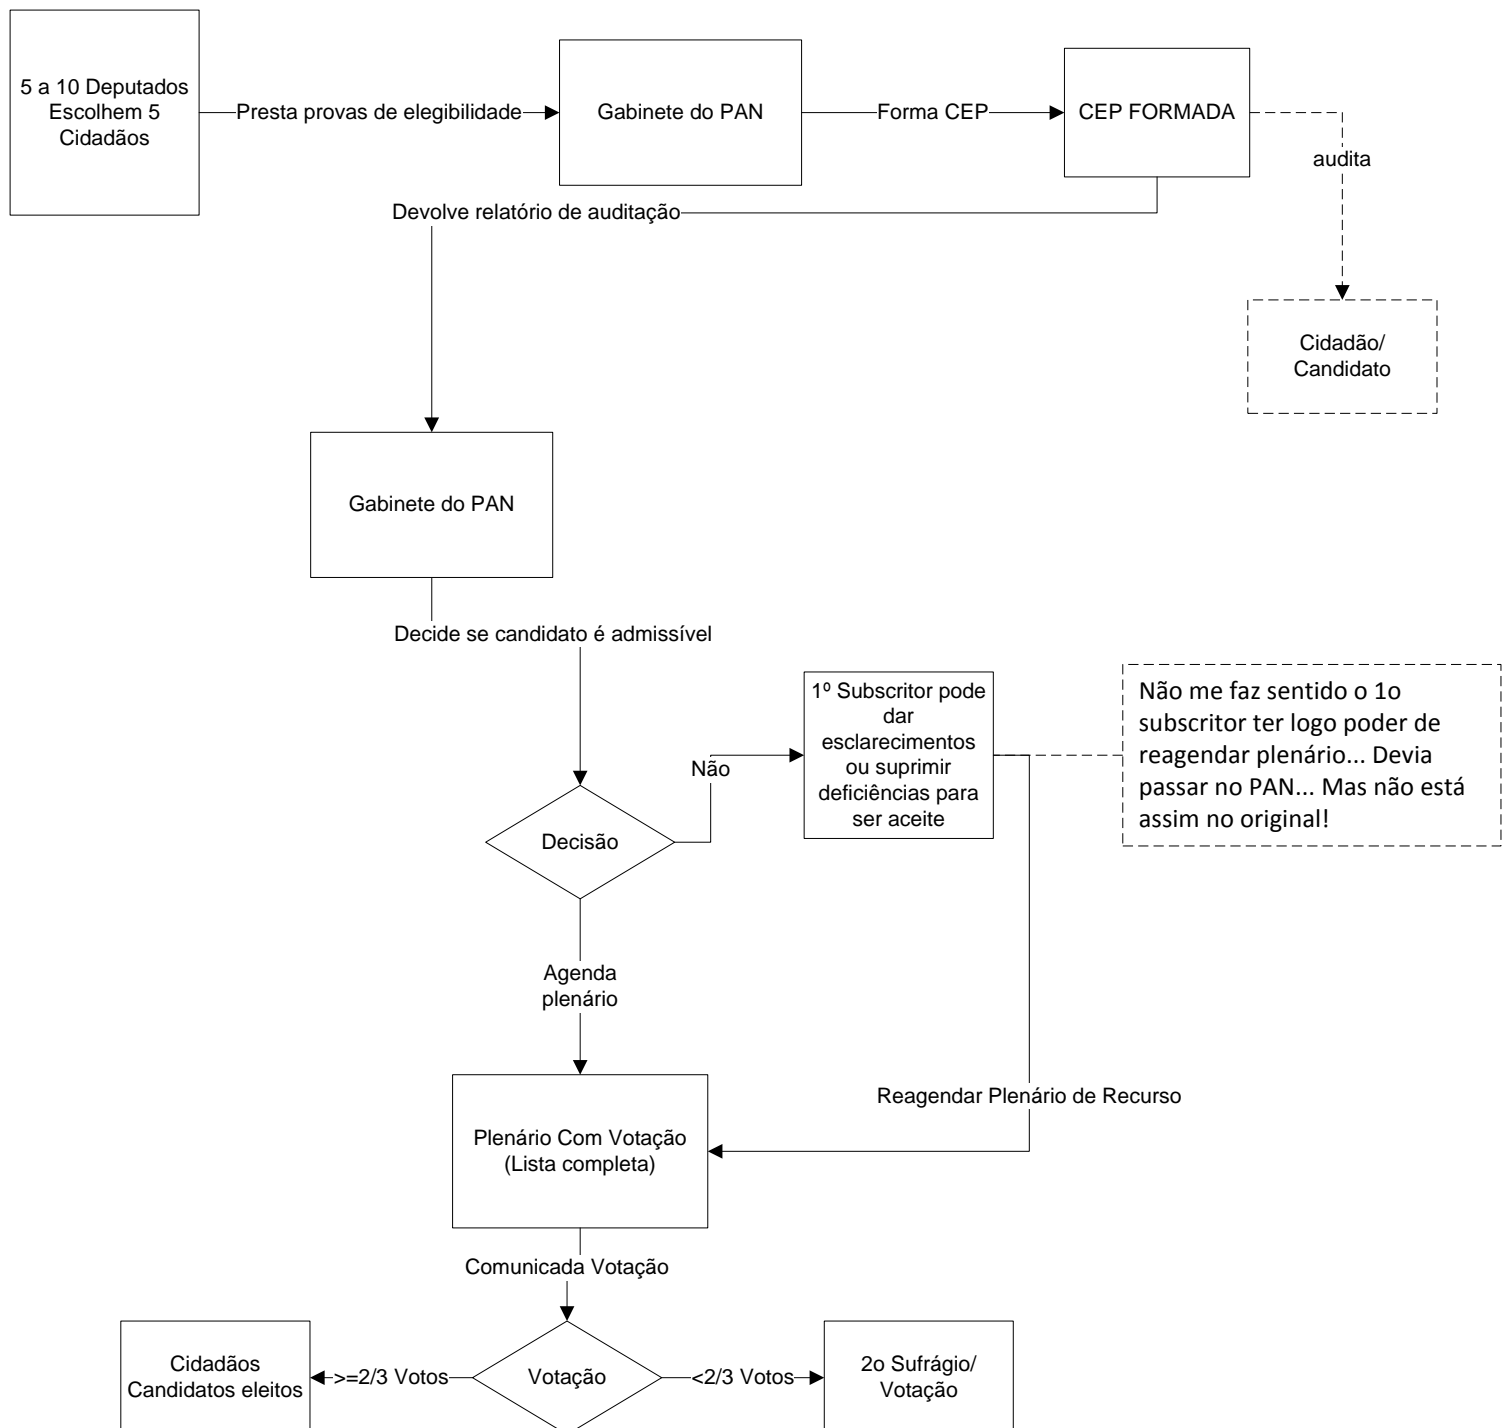 5 a 10 Deputados
Escolhem 5
Cidadãos
Presta provas de elegibilidade
Gabinete do PAN
Forma CEP
CEP FORMADA
audita
Devolve relatório de auditação
Cidadão/
Candidato
Gabinete do PAN
Decide se candidato é admissível
1º Subscritor pode
dar
esclarecimentos
ou suprimir
deficiências para
ser aceite
Não me faz sentido o 1o
subscritor ter logo poder de
reagendar plenário... Devia
passar no PAN... Mas não está
assim no original!
Não
Decisão
Agenda
plenário
Reagendar Plenário de Recurso
Plenário Com Votação
(Lista completa)
Comunicada Votação
Cidadãos
Candidatos eleitos
>=2/3 Votos
Votação
<2/3 Votos
2o Sufrágio/
Votação